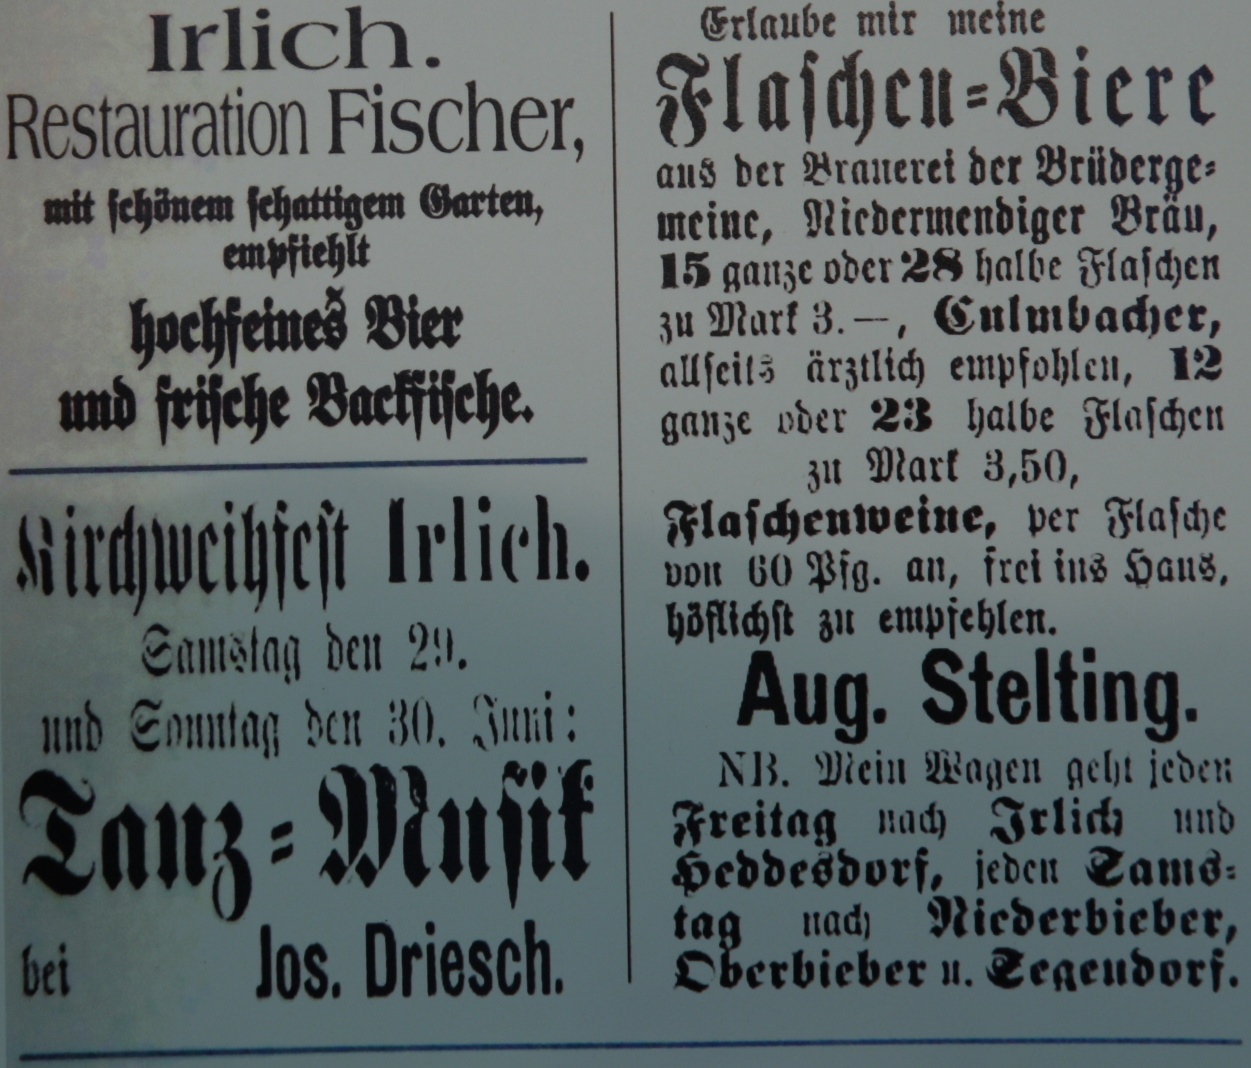 Irlich.
Restauration Fischer,
mit schönem schattigem Garten,
empfiehlt
hochfeines Bier
und frische Backfische.
Kirchweihfest Irlich.
Samstag den 29.
und Sonntag den 30. Juni:
Tanz=Musik
bei Jos. Driesch.
Erlaube mir meine
Flaschen=Biere
aus der Brauerei der Brüderge=
meine, Niedermendiger Bräu,
15 ganze oder 28 halbe Flaschen
zu Mark 3.—, Culmbacher,
allseits ärztlich empfohlen, 12
ganze oder 23 halbe Flaschen
zu Mark 3,50,
Flaschenweine, per Flasche
von 60 Pfg. an, frei ins Haus,
höflichst zu empfehlen.
Aug. Stelting.
NB. Mein Wagen geht jeden
Freitag nach Irlich und
Heddesdorf, jeden Sams=
tag nach Niederbieber,
Oberbieber u. Segendorf.